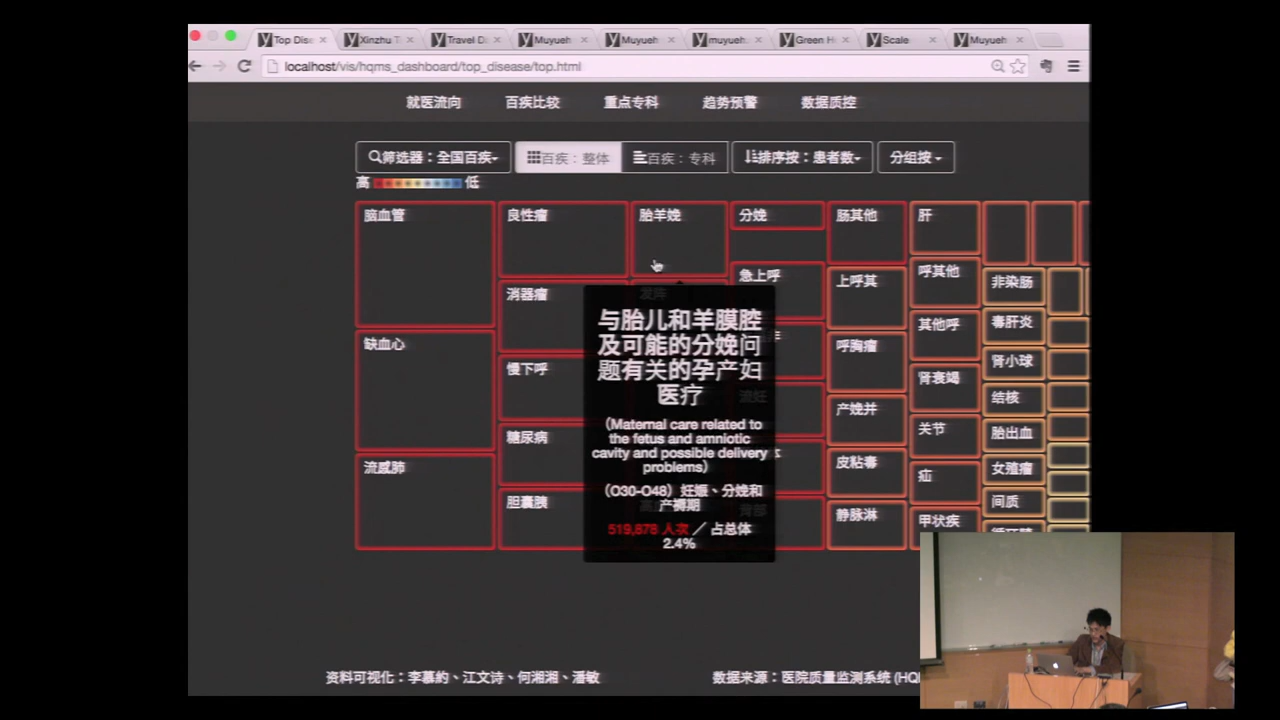 Top Dise
Xinzhu T
Travel D
Muyueh
Muyueh
muyueh
Green H
Scale
Muyueh
localhost/vis/hqms_dashboard/top_disease/top.html
就医流向 百疾比较 重点专科 趋势预警 数据质控
筛选器：全国百疾 百疾：整体 百疾：专科 排序按：患者数 分组按
高 低
脑血管
缺血心
流感肺
良性瘤
消器瘤
慢下呼
糖尿病
胆囊胰
胎羊娩
分娩
急上呼
肠其他
上呼其
呼胸瘤
产娩并
皮粘毒
静脉淋
肝
呼其他
其他呼
肾衰竭
关节
疝
甲状疾
非染肠
毒肝炎
肾小球
结核
胎出血
女殖瘤
间质
与胎儿和羊膜腔
及可能的分娩问
题有关的孕产妇
医疗
（Maternal care related to
the fetus and amniotic
cavity and possible delivery
problems）
（O30-O48）妊娠、分娩和
产褥期
519,878 人次 ／ 占总体
2.4%
资料可视化：李慕約、江文诗、何湘湘、潘敏
数据来源：医院质量监测系统 (HQ